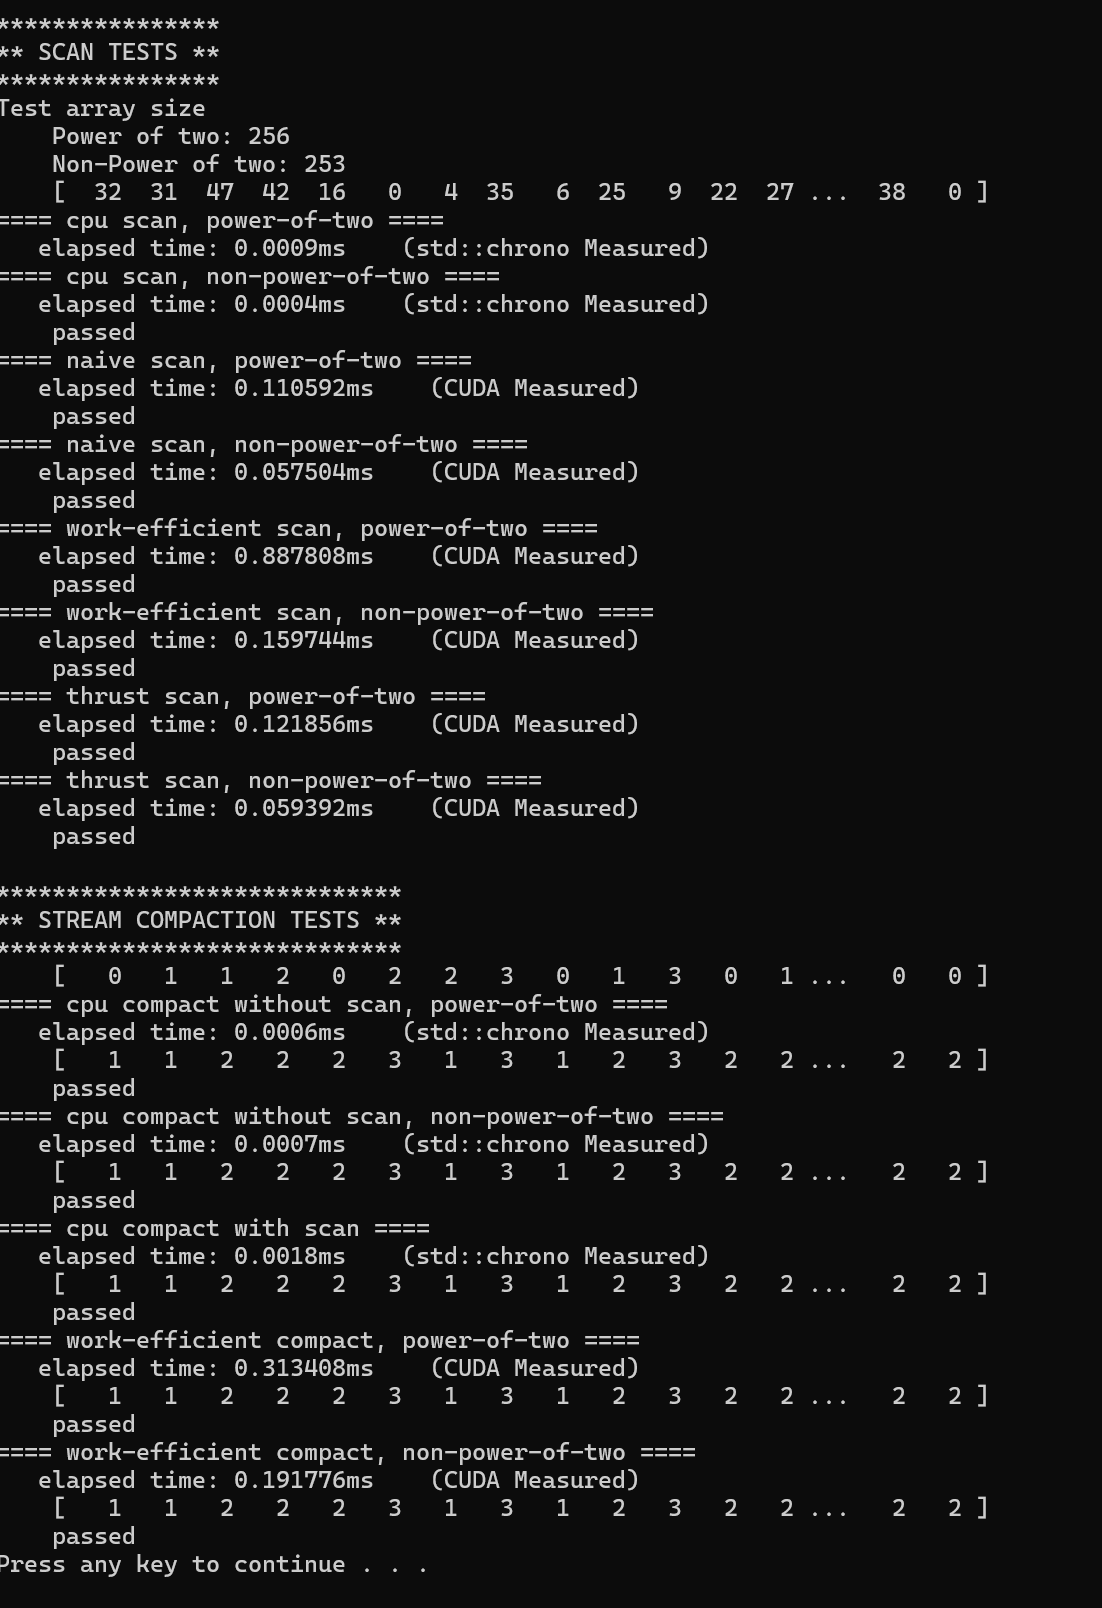 ****************
** SCAN TESTS **
****************
Test array size
    Power of two: 256
    Non-Power of two: 253
    [  32  31  47  42  16   0   4  35   6  25   9  22  27 ...  38   0 ]
==== cpu scan, power-of-two ====
   elapsed time: 0.0009ms    (std::chrono Measured)
==== cpu scan, non-power-of-two ====
   elapsed time: 0.0004ms    (std::chrono Measured)
    passed
==== naive scan, power-of-two ====
   elapsed time: 0.110592ms    (CUDA Measured)
    passed
==== naive scan, non-power-of-two ====
   elapsed time: 0.057504ms    (CUDA Measured)
    passed
==== work-efficient scan, power-of-two ====
   elapsed time: 0.887808ms    (CUDA Measured)
    passed
==== work-efficient scan, non-power-of-two ====
   elapsed time: 0.159744ms    (CUDA Measured)
    passed
==== thrust scan, power-of-two ====
   elapsed time: 0.121856ms    (CUDA Measured)
    passed
==== thrust scan, non-power-of-two ====
   elapsed time: 0.059392ms    (CUDA Measured)
    passed

*****************************
** STREAM COMPACTION TESTS **
*****************************
    [   0   1   1   2   0   2   2   3   0   1   3   0   1 ...   0   0 ]
==== cpu compact without scan, power-of-two ====
   elapsed time: 0.0006ms    (std::chrono Measured)
    [   1   1   2   2   2   3   1   3   1   2   3   2   2 ...   2   2 ]
    passed
==== cpu compact without scan, non-power-of-two ====
   elapsed time: 0.0007ms    (std::chrono Measured)
    [   1   1   2   2   2   3   1   3   1   2   3   2   2 ...   2   2 ]
    passed
==== cpu compact with scan ====
   elapsed time: 0.0018ms    (std::chrono Measured)
    [   1   1   2   2   2   3   1   3   1   2   3   2   2 ...   2   2 ]
    passed
==== work-efficient compact, power-of-two ====
   elapsed time: 0.313408ms    (CUDA Measured)
    [   1   1   2   2   2   3   1   3   1   2   3   2   2 ...   2   2 ]
    passed
==== work-efficient compact, non-power-of-two ====
   elapsed time: 0.191776ms    (CUDA Measured)
    [   1   1   2   2   2   3   1   3   1   2   3   2   2 ...   2   2 ]
    passed
Press any key to continue . . .